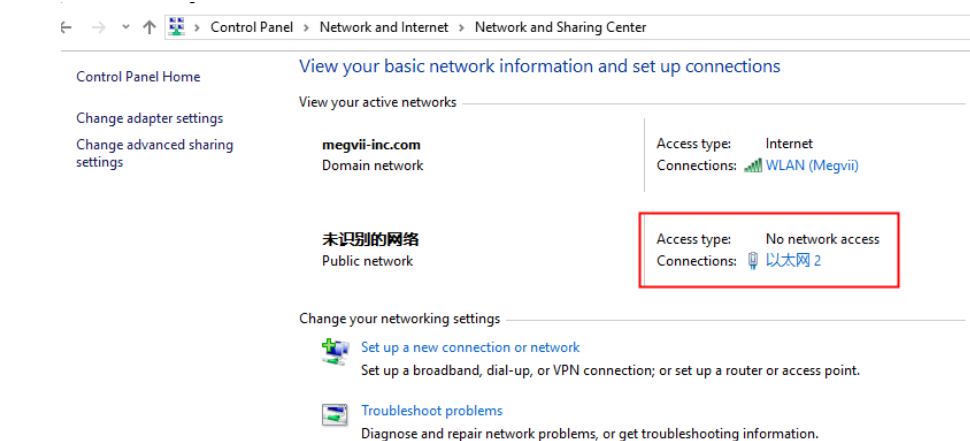 Control Panel > Network and Internet > Network and Sharing Center
Control Panel Home
Change adapter settings
Change advanced sharing
settings
View your basic network information and set up connections
View your active networks
megvii-inc.com
Domain network
Access type: Internet
Connections: WLAN (Megvii)
未识别的网络
Public network
Access type: No network access
Connections: 以太网 2
Change your networking settings
Set up a new connection or network
Set up a broadband, dial-up, or VPN connection; or set up a router or access point.
Troubleshoot problems
Diagnose and repair network problems, or get troubleshooting information.